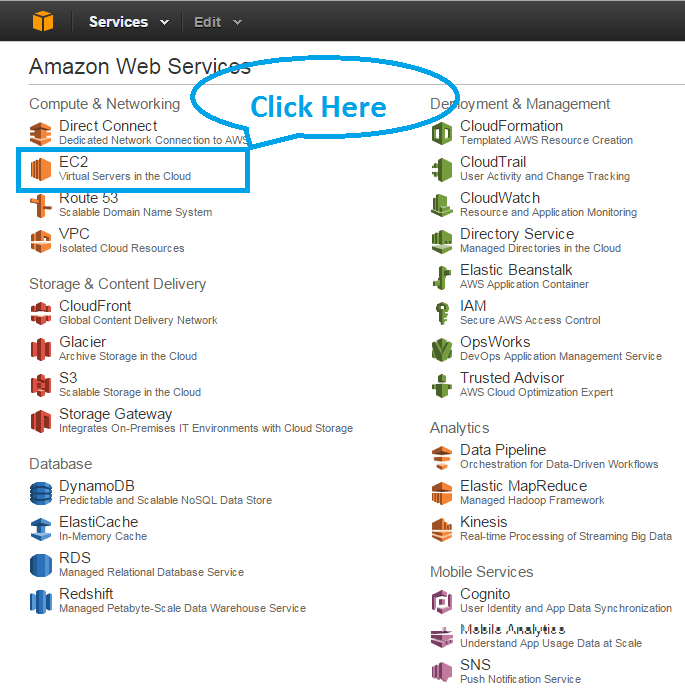 Services Edit
Amazon Web Services
Click Here
Compute & Networking
Direct Connect
Dedicated Network Connection to AWS
EC2
Virtual Servers in the Cloud
Route 53
Scalable Domain Name System
VPC
Isolated Cloud Resources
Storage & Content Delivery
CloudFront
Global Content Delivery Network
Glacier
Archive Storage in the Cloud
S3
Scalable Storage in the Cloud
Storage Gateway
Integrates On-Premises IT Environments with Cloud Storage
Database
DynamoDB
Predictable and Scalable NoSQL Data Store
ElastiCache
In-Memory Cache
RDS
Managed Relational Database Service
Redshift
Managed Petabyte-Scale Data Warehouse Service
Deployment & Management
CloudFormation
Templated AWS Resource Creation
CloudTrail
User Activity and Change Tracking
CloudWatch
Resource and Application Monitoring
Directory Service
Managed Directories in the Cloud
Elastic Beanstalk
AWS Application Container
IAM
Secure AWS Access Control
OpsWorks
DevOps Application Management Service
Trusted Advisor
AWS Cloud Optimization Expert
Analytics
Data Pipeline
Orchestration for Data-Driven Workflows
Elastic MapReduce
Managed Hadoop Framework
Kinesis
Real-time Processing of Streaming Big Data
Mobile Services
Cognito
User Identity and App Data Synchronization
Mobile Analytics
Understand App Usage Data at Scale
SNS
Push Notification Service